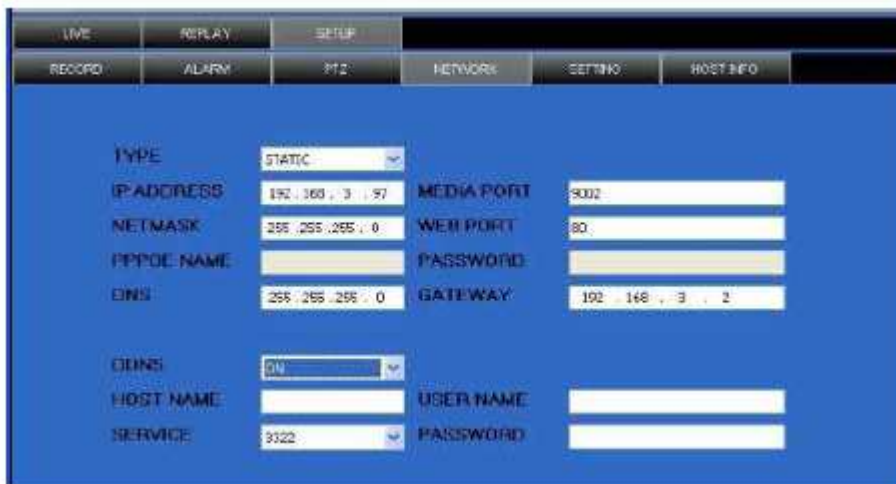 LIVE REPLAY SETUP
RECORD ALARM PTZ NETWORK SETTING HOST INFO
TYPE STATIC
IP ADDRESS 192 . 168 . 3 . 97 MEDIA PORT 9002
NETMASK 255 . 255 . 255 . 0 WEB PORT 80
PPPOE NAME PASSWORD
DNS 255 . 255 . 255 . 0 GATEWAY 192 . 168 . 3 . 2
DDNS ON
HOST NAME USER NAME
SERVICE 3322 PASSWORD